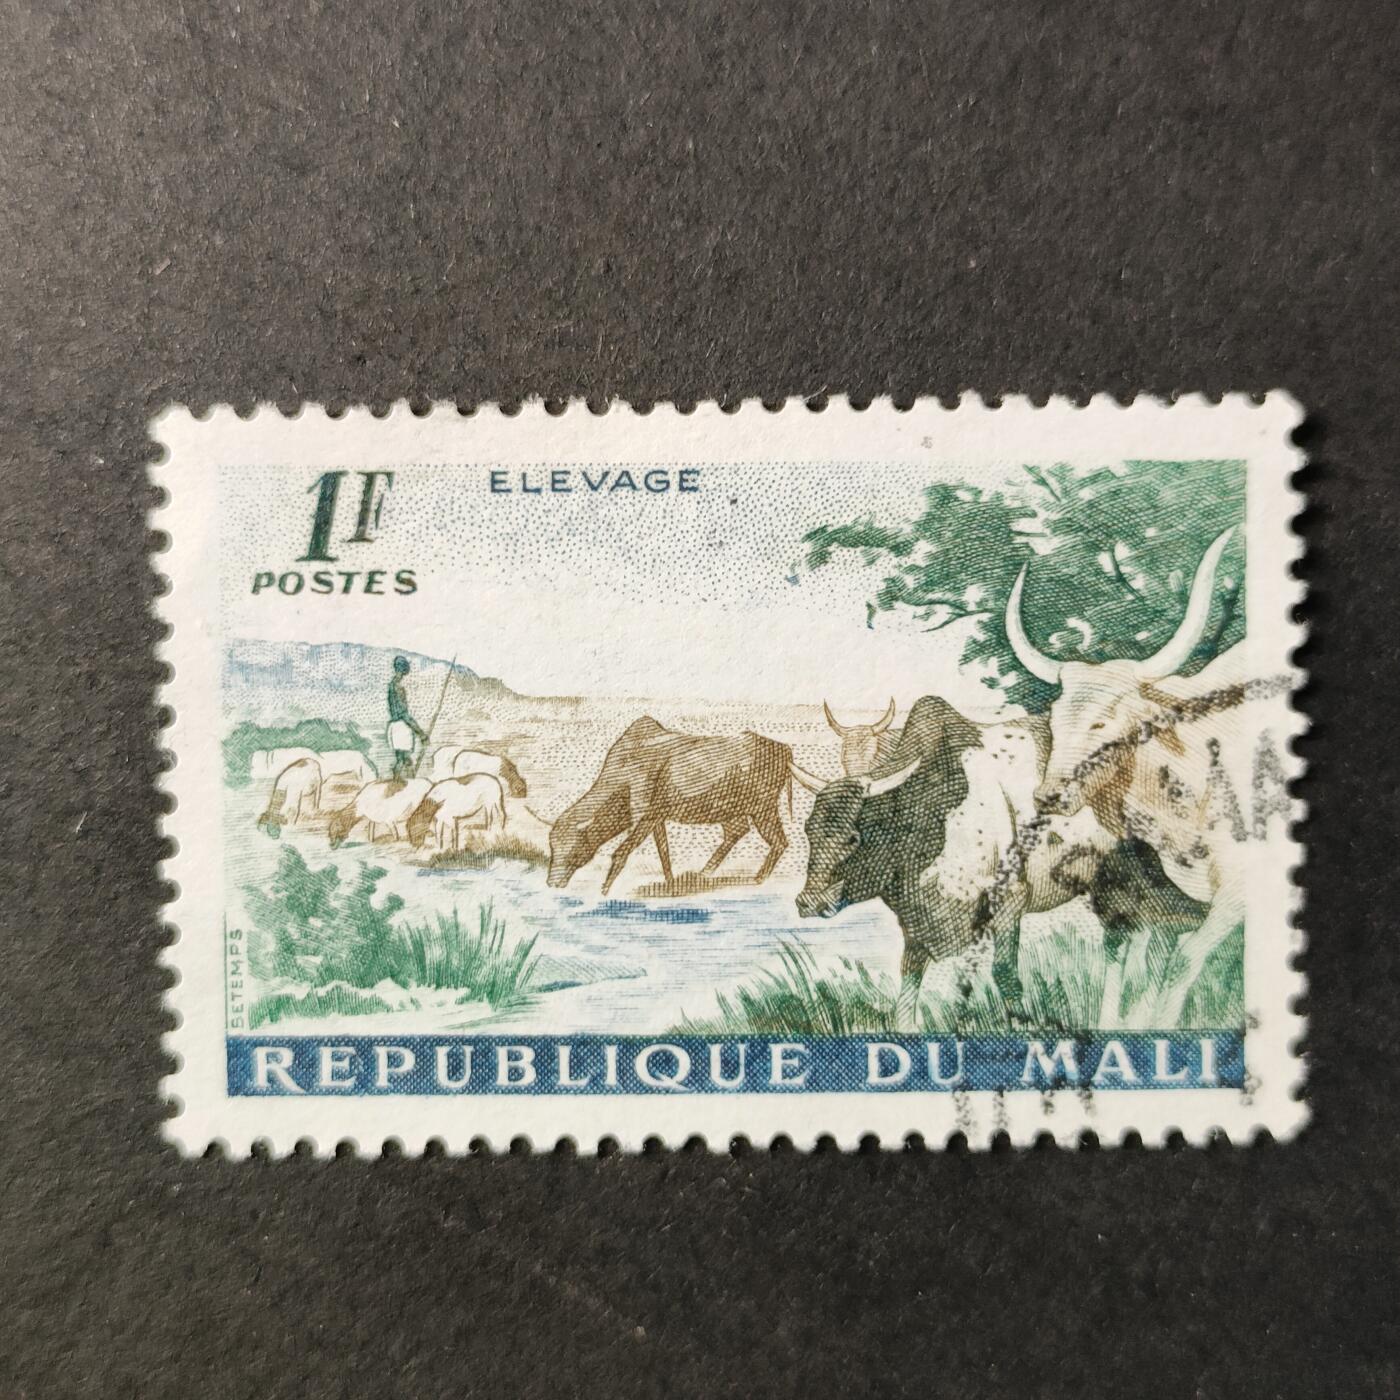 1F
ELEVAGE
POSTES
BETEMPS
REPUBLIQUE DU MALI